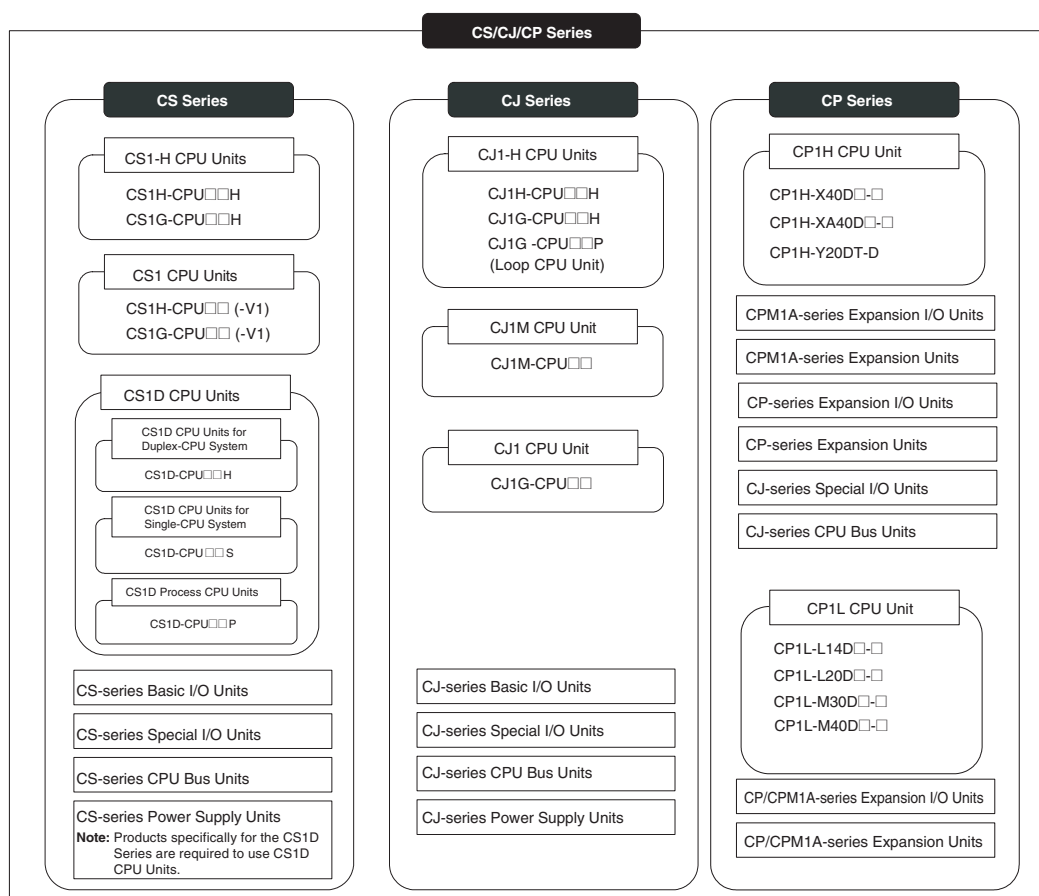 CS/CJ/CP Series
CS Series
CS1-H CPU Units
CS1H-CPU□□H
CS1G-CPU□□H
CS1 CPU Units
CS1H-CPU□□ (-V1)
CS1G-CPU□□ (-V1)
CS1D CPU Units
CS1D CPU Units for
Duplex-CPU System
CS1D-CPU□□H
CS1D CPU Units for
Single-CPU System
CS1D-CPU□□S
CS1D Process CPU Units
CS1D-CPU□□P
CS-series Basic I/O Units
CS-series Special I/O Units
CS-series CPU Bus Units
CS-series Power Supply Units
Note: Products specifically for the CS1D
Series are required to use CS1D
CPU Units.
CJ Series
CJ1-H CPU Units
CJ1H-CPU□□H
CJ1G-CPU□□H
CJ1G -CPU□□P
(Loop CPU Unit)
CJ1M CPU Unit
CJ1M-CPU□□
CJ1 CPU Unit
CJ1G-CPU□□
CJ-series Basic I/O Units
CJ-series Special I/O Units
CJ-series CPU Bus Units
CJ-series Power Supply Units
CP Series
CP1H CPU Unit
CP1H-X40D□-□
CP1H-XA40D□-□
CP1H-Y20DT-D
CPM1A-series Expansion I/O Units
CPM1A-series Expansion Units
CP-series Expansion I/O Units
CP-series Expansion Units
CJ-series Special I/O Units
CJ-series CPU Bus Units
CP1L CPU Unit
CP1L-L14D□-□
CP1L-L20D□-□
CP1L-M30D□-□
CP1L-M40D□-□
CP/CPM1A-series Expansion I/O Units
CP/CPM1A-series Expansion Units